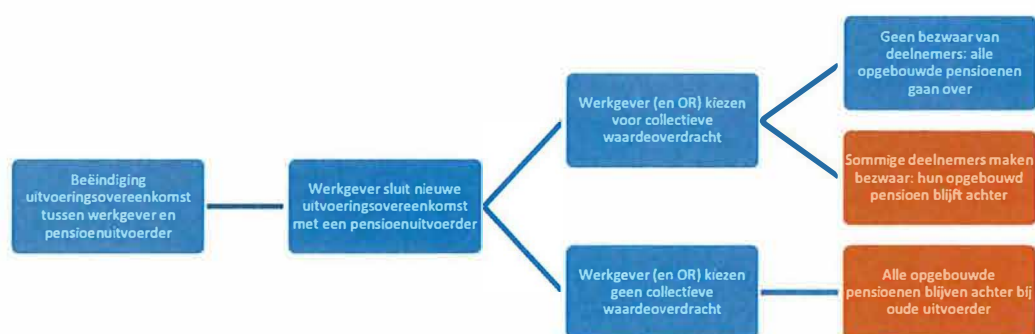 Beëindiging
uitvoeringsovereenkomst
tussen werkgever en
pensioenuitvoerder
Werkgever sluit nieuwe
uitvoeringsovereenkomst
met een pensioenuitvoerder
Werkgever (en OR) kiezen
voor collectieve
waardeoverdracht
Geen bezwaar van
deelnemers: alle
opgebouwde pensioenen
gaan over
Sommige deelnemers maken
bezwaar: hun opgebouwd
pensioen blijft achter
Werkgever (en OR) kiezen
geen collectieve
waardeoverdracht
Alle opgebouwde
pensioenen blijven achter bij
oude uitvoerder